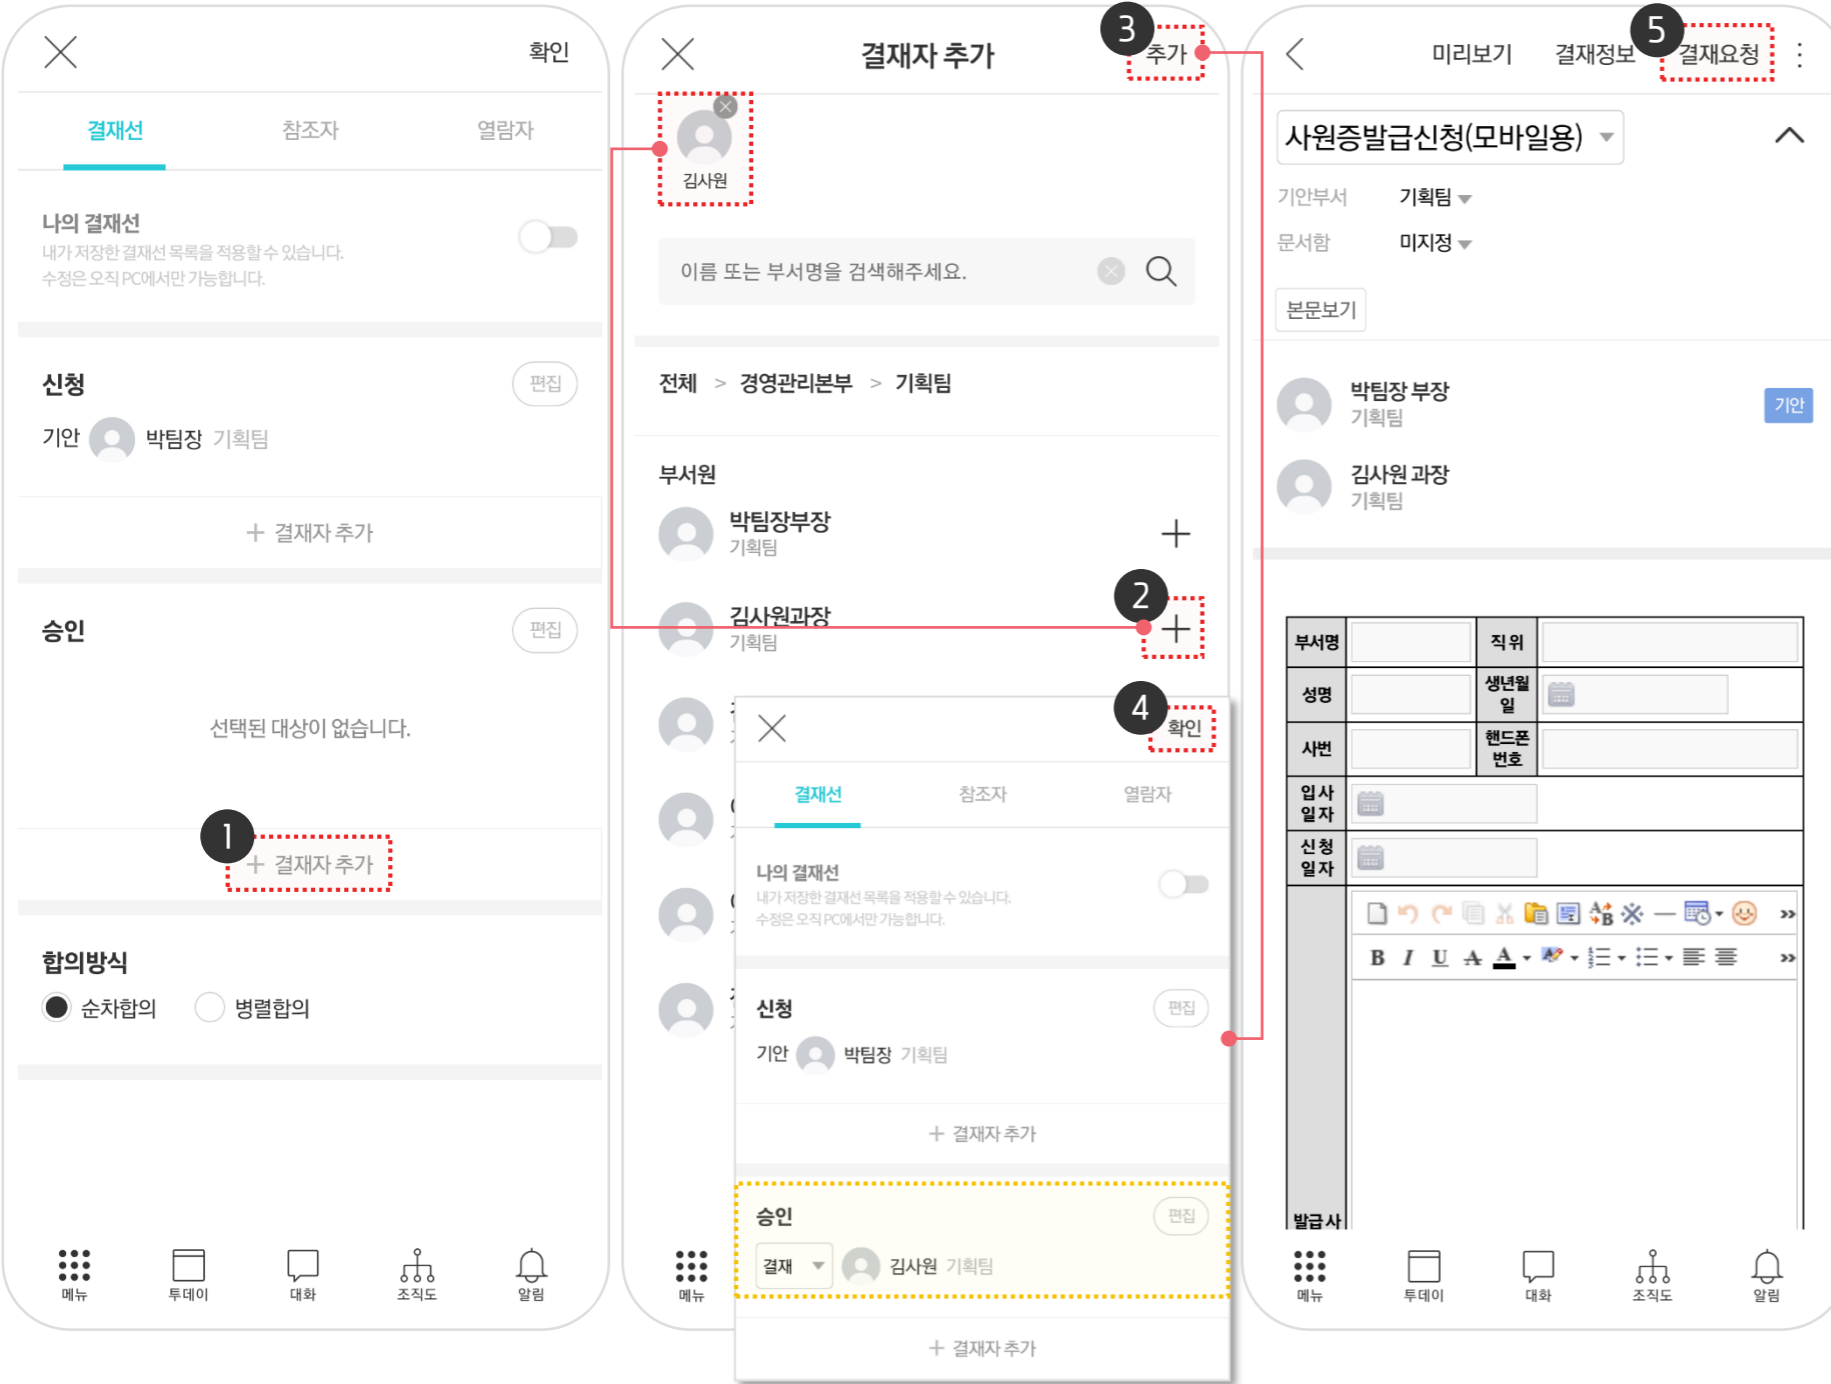 확인
결재선
참조자
열람자
나의 결재선
내가 저장한 결재선 목록을 적용할 수 있습니다.
수정은 오직 PC에서만 가능합니다.
신청
편집
기안
박팀장 기획팀
+ 결재자 추가
승인
편집
선택된 대상이 없습니다.
1
+ 결재자 추가
합의방식
순차합의
병렬합의
메뉴
투데이
대화
조직도
알림
결재자 추가
3
추가
김사원
이름 또는 부서명을 검색해주세요.
전체 > 경영관리본부 > 기획팀
부서원
박팀장부장
기획팀
2
김사원과장
기획팀
메뉴
4
확인
결재선
참조자
열람자
나의 결재선
내가 저장한 결재선 목록을 적용할 수 있습니다.
수정은 오직 PC에서만 가능합니다.
신청
편집
기안
박팀장 기획팀
+ 결재자 추가
승인
편집
결재
김사원 기획팀
+ 결재자 추가
미리보기
결재정보
5
결재요청
사원증발급신청(모바일용)
기안부서
기획팀
문서함
미지정
본문보기
박팀장 부장
기획팀
기안
김사원 과장
기획팀
부서명
직 위
성명
생년월
일
사번
핸드폰
번호
입사
일자
신청
일자
B I U A A
발급 사
메뉴
투데이
대화
조직도
알림